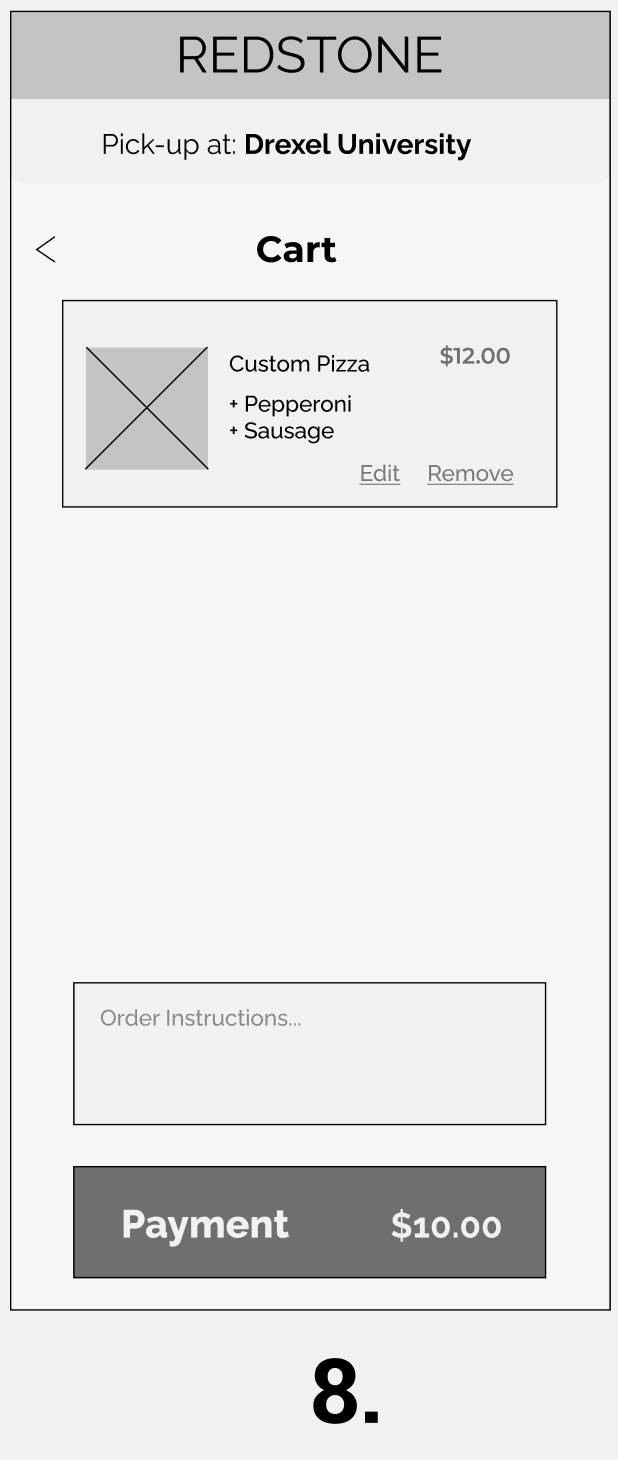 REDSTONE
Pick-up at: Drexel University
<
Cart
Custom Pizza $12.00
+ Pepperoni
+ Sausage
Edit Remove
Order Instructions...
Payment $10.00
8.